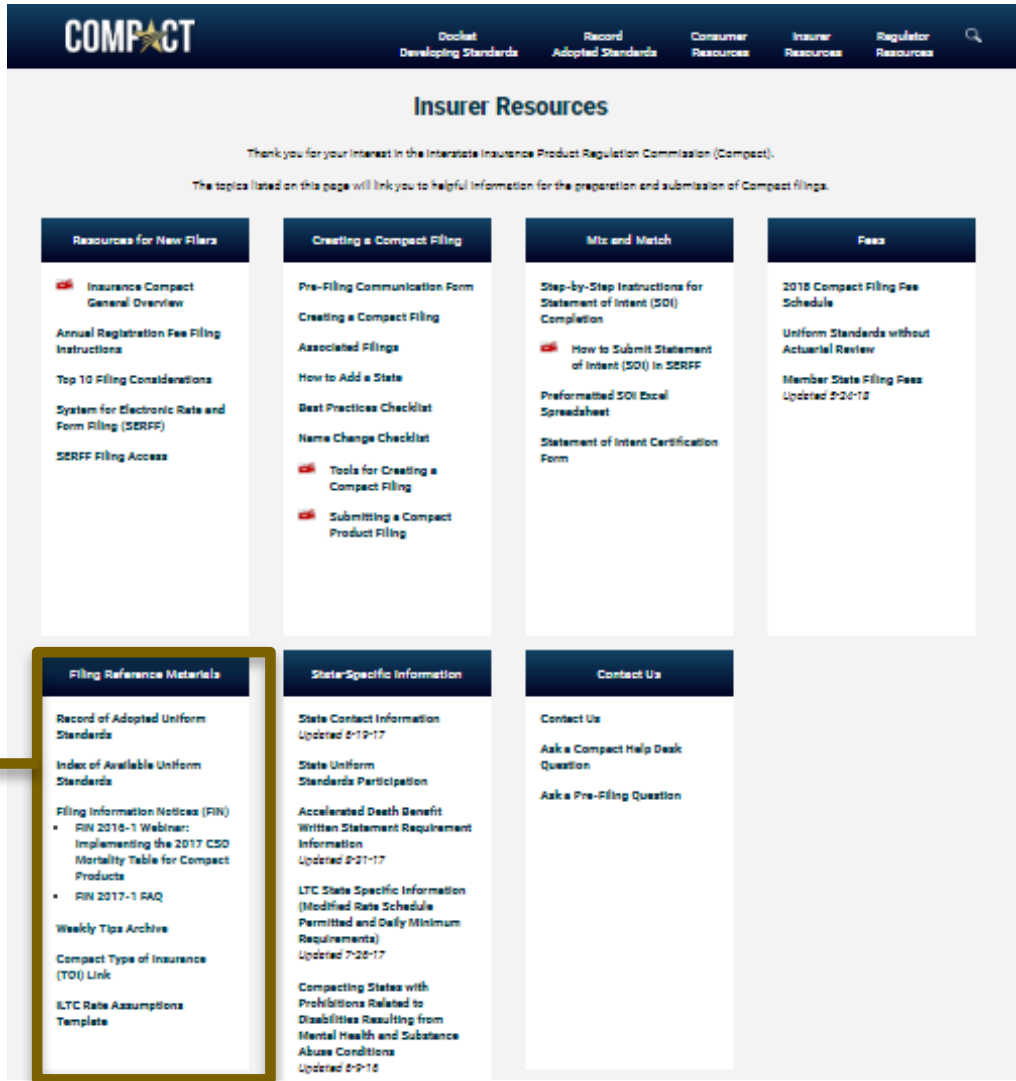 COMPACT
Docket
Developing Standards
Record
Adopted Standards
Consumer
Resources
Insurer
Resources
Regulator
Resources
Insurer Resources
Thank you for your interest in the Interstate Insurance Product Regulation Commission (Compact).
The topics listed on this page will link you to helpful information for the preparation and submission of Compact filings.
Resources for New Filers
Insurance Compact
General Overview
Annual Registration Fee Filing
Instructions
Top 10 Filing Considerations
System for Electronic Rate and
Form Filing (SERFF)
SERFF Filing Access
Creating a Compact Filing
Pre-Filing Communication Form
Creating a Compact Filing
Associated Filings
How to Add a State
Best Practices Checklist
Name Change Checklist
Tools for Creating a
Compact Filing
Submitting a Compact
Product Filing
Mix and Match
Step-by-Step Instructions for
Statement of Intent (SOI)
Completion
How to Submit Statement
of Intent (SOI) in SERFF
Preformatted SOI Excel
Spreadsheet
Statement of Intent Certification
Form
Fees
2018 Compact Filing Fee
Schedule
Uniform Standards without
Actuarial Review
Member State Filing Fees
Updated 5-24-18
Filing Reference Materials
Record of Adopted Uniform
Standards
Index of Available Uniform
Standards
Filing Information Notices (FIN)
• FIN 2016-1 Webinar:
Implementing the 2017 CSO
Mortality Table for Compact
Products
• FIN 2017-1 FAQ
Weekly Tips Archive
Compact Type of Insurance
(TOI) Link
ILTC Rate Assumptions
Template
State-Specific Information
State Contact Information
Updated
State Uniform
Standards Participation
Accelerated Death Benefit
Written Statement Requirement
Information
Updated
LTC State Specific Information
(Modified Rate Schedule
Permitted and Daily Minimum
Requirements)
Updated 7-28-17
Compacting States with
Prohibitions Related to
Disabilities Resulting from
Mental Health and Substance
Abuse Conditions
Updated
Contact Us
Contact Us
Ask a Compact Help Desk
Question
Ask a Pre-Filing Question